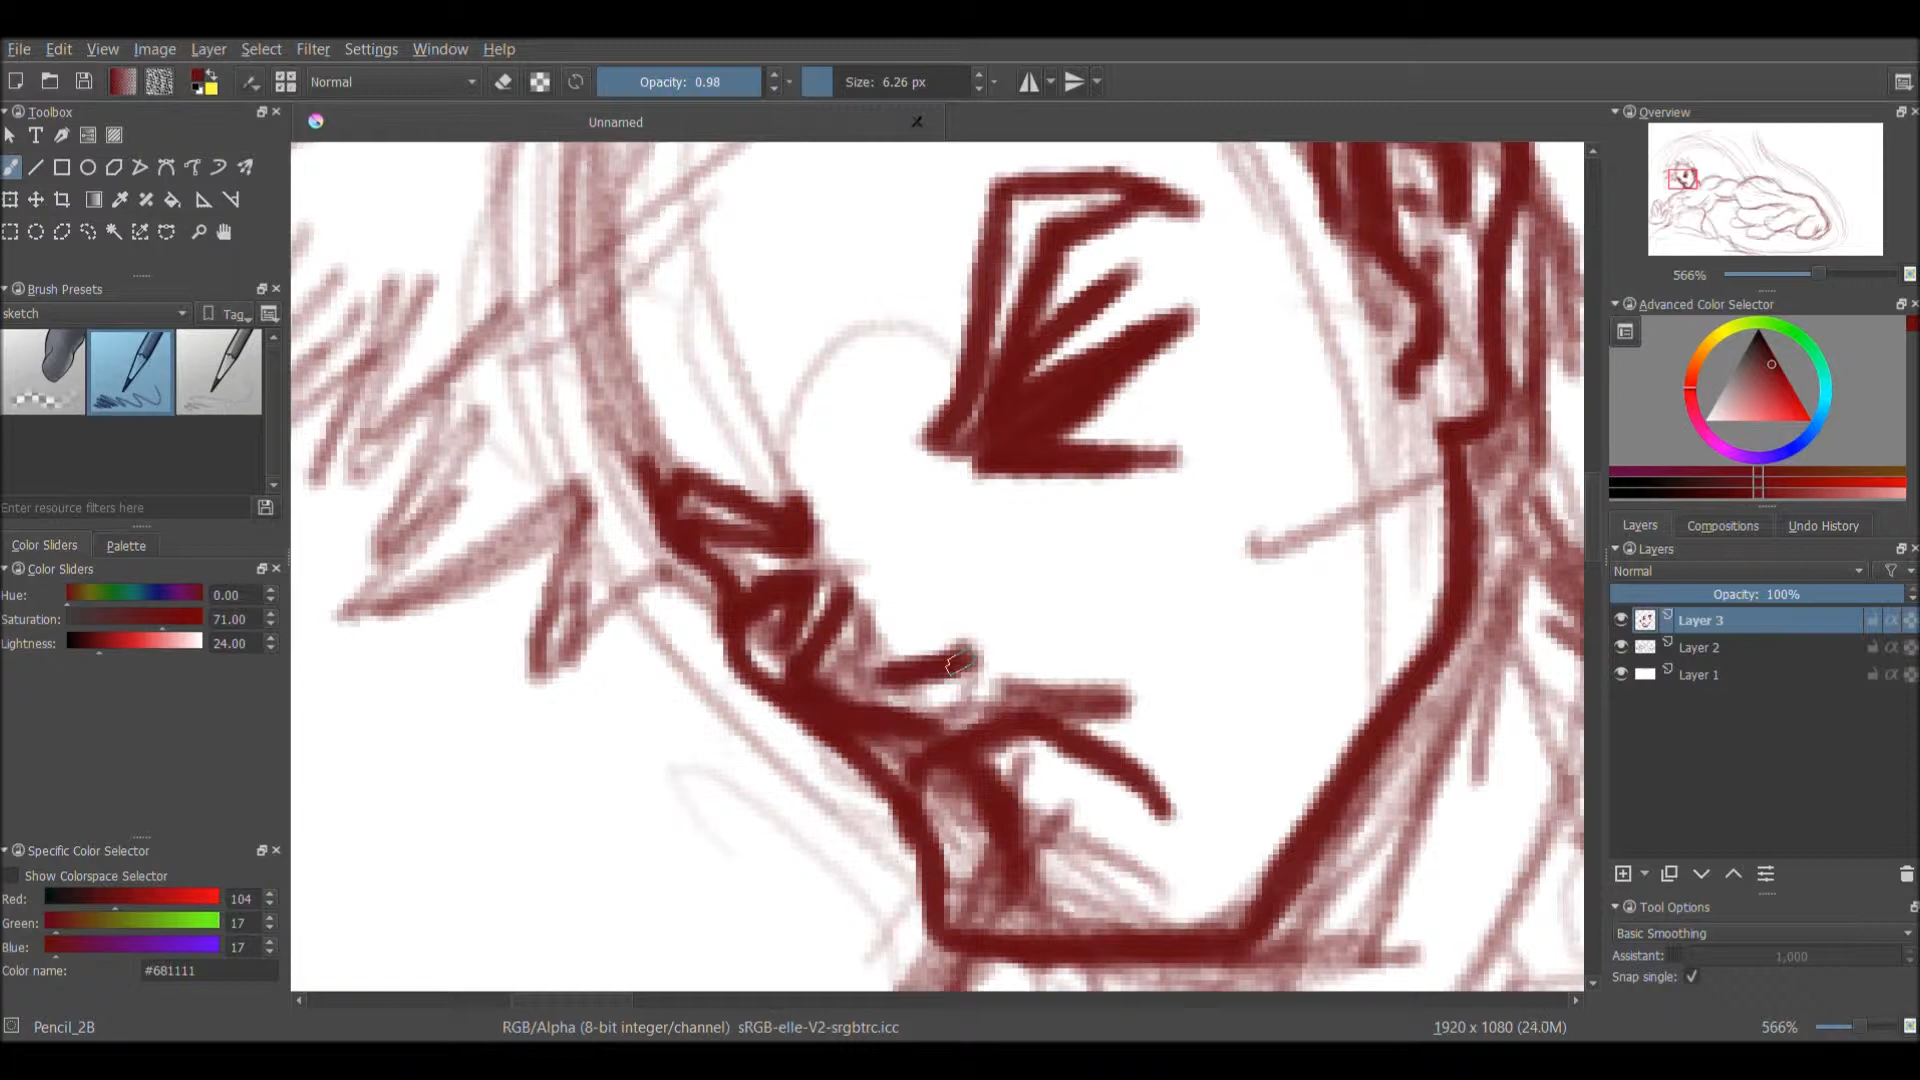 File Edit View Image Layer Select Filter Settings Window Help
Normal Opacity: 0.98 Size: 6.26 px
Toolbox
Unnamed
Overview
566%
Brush Presets
sketch Tag
Enter resource filters here
Color Sliders Palette
Color Sliders
Hue: 0.00
Saturation: 71.00
Lightness: 24.00
Specific Color Selector
Show Colorspace Selector
Red: 104
Green: 17
Blue: 17
Color name: #681111
Advanced Color Selector
Layers Compositions Undo History
Layers
Normal
Opacity: 100%
Layer 3
Layer 2
Layer 1
Tool Options
Basic Smoothing
Assistant: 1,000
Snap single:
Pencil_2B RGB/Alpha (8-bit integer/channel) sRGB-elle-V2-srgbtrc.icc 1920 x 1080 (24.0M) 566%